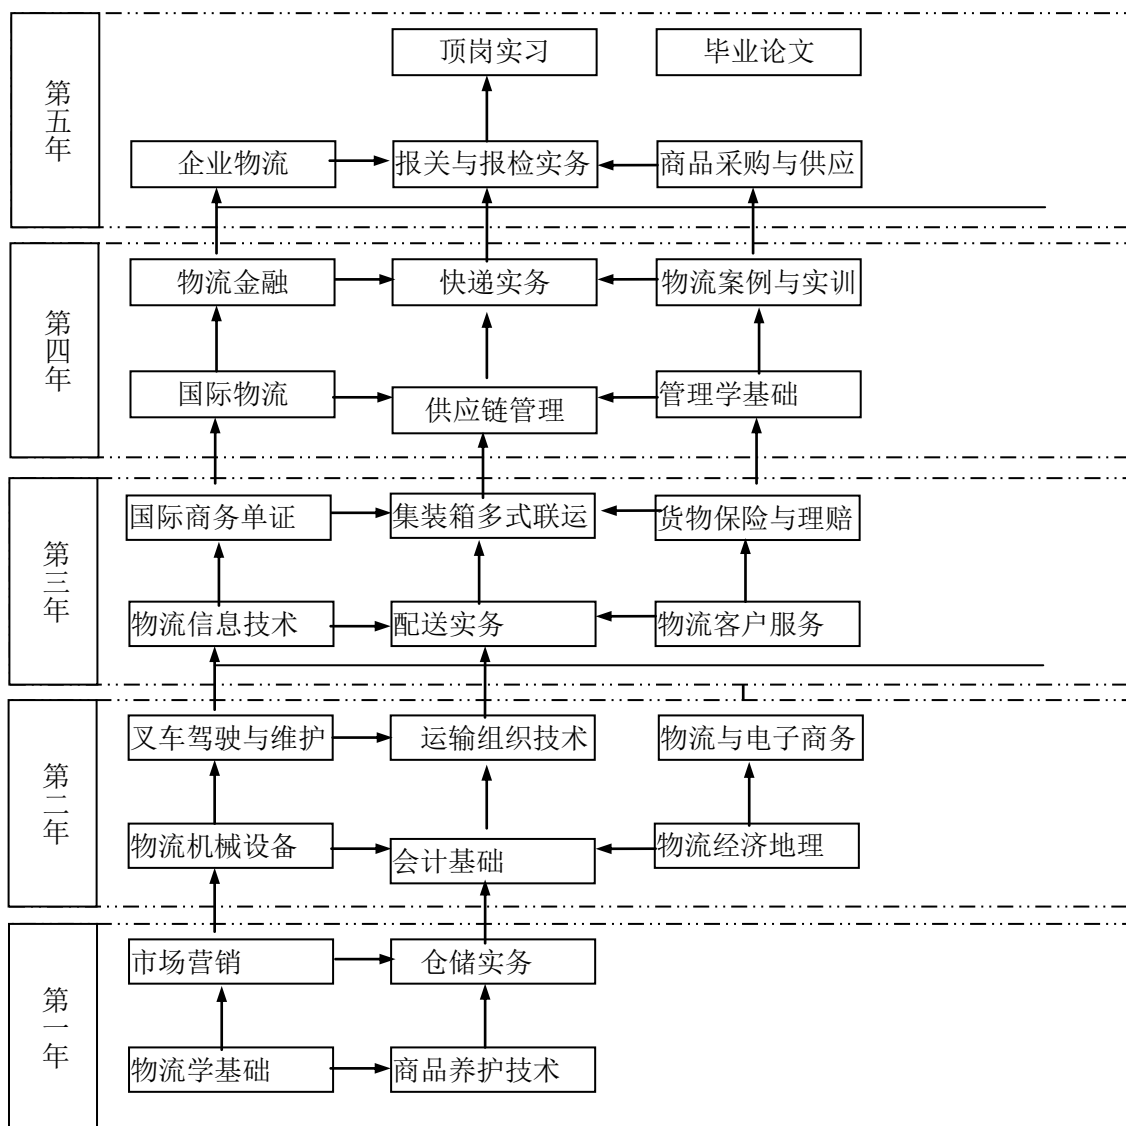 第五年
顶岗实习
毕业论文
企业物流
报关与报检实务
商品采购与供应
第四年
物流金融
快递实务
物流案例与实训
国际物流
供应链管理
管理学基础
第三年
国际商务单证
集装箱多式联运
货物保险与理赔
物流信息技术
配送实务
物流客户服务
第二年
叉车驾驶与维护
运输组织技术
物流与电子商务
物流机械设备
会计基础
物流经济地理
第一年
市场营销
仓储实务
物流学基础
商品养护技术